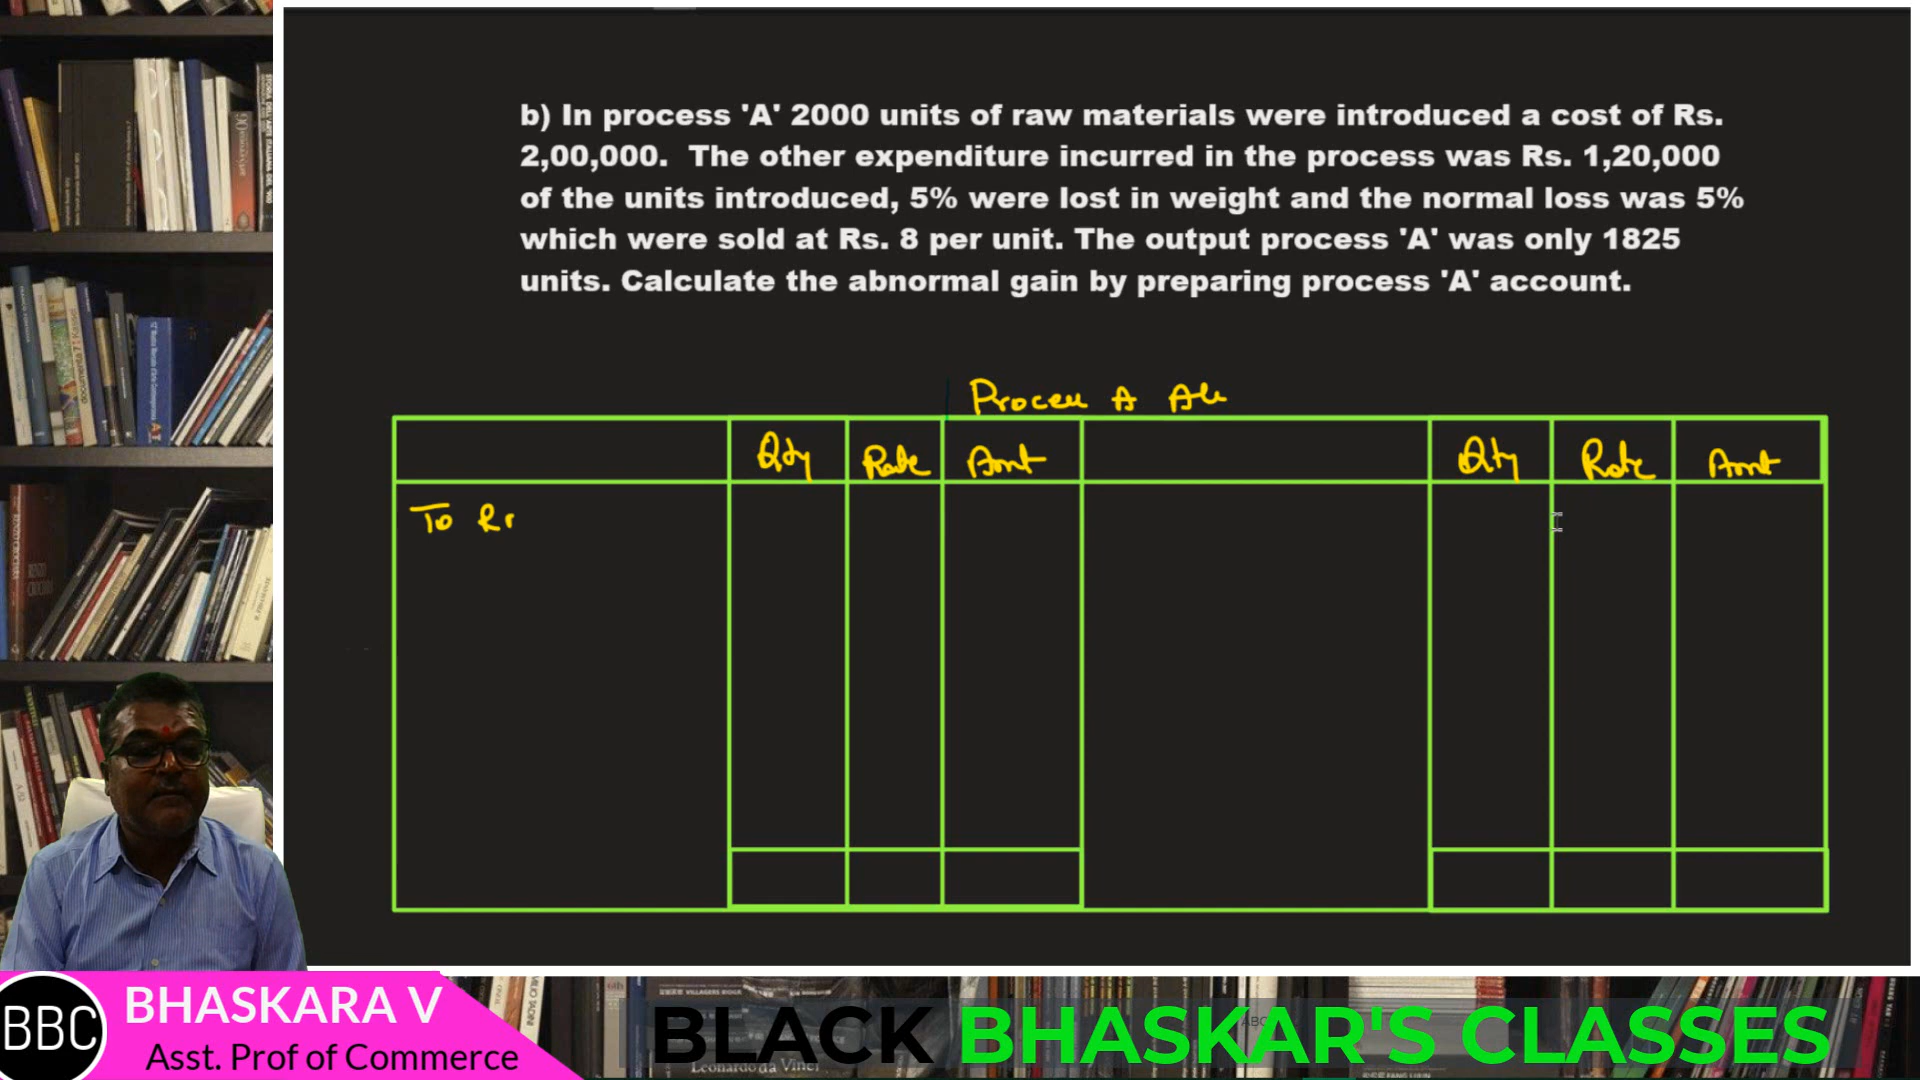 b) In process 'A' 2000 units of raw materials were introduced a cost of Rs.
2,00,000. The other expenditure incurred in the process was Rs. 1,20,000
of the units introduced, 5% were lost in weight and the normal loss was 5%
which were sold at Rs. 8 per unit. The output process 'A' was only 1825
units. Calculate the abnormal gain by preparing process 'A' account.
Process A A/c
Qty Rate Amt Qty Rate Amt
To
BBC
BHASKARA V
Asst. Prof of Commerce
BLACK BHASKAR'S CLASSES
Leonardo da Vinci